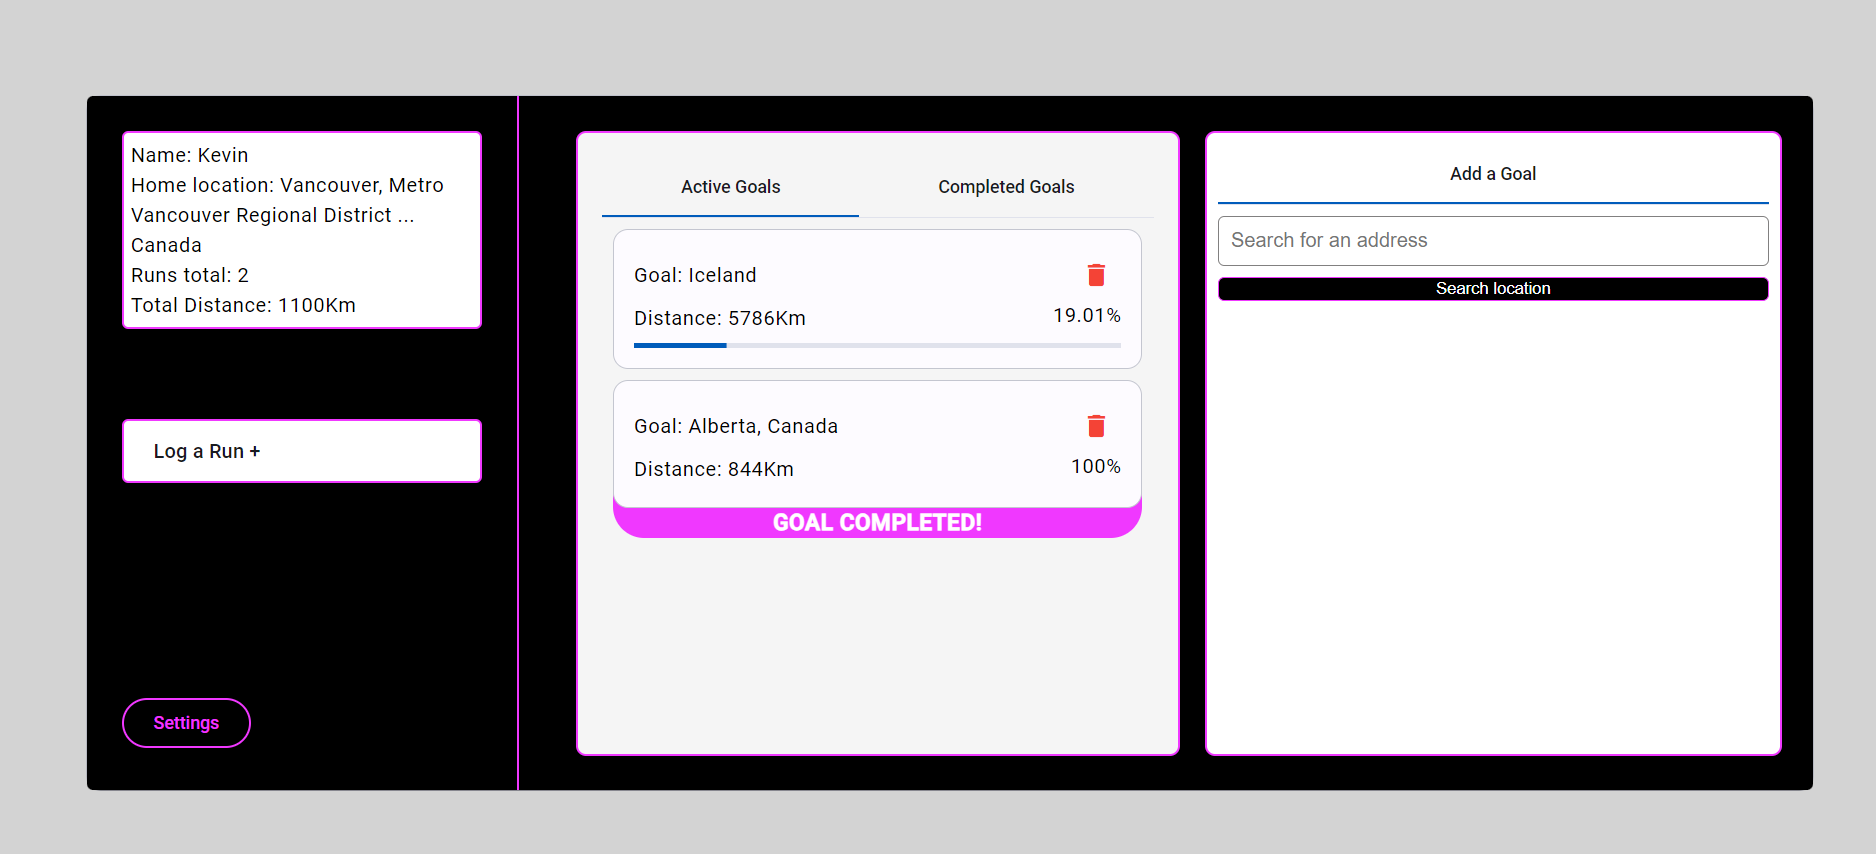 Name: Kevin
Home location: Vancouver, Metro
Vancouver Regional District ...
Canada
Runs total: 2
Total Distance: 1100Km
Log a Run +
Settings
Active Goals
Completed Goals
Goal: Iceland
Distance: 5786Km
19.01%
Goal: Alberta, Canada
Distance: 844Km
100%
GOAL COMPLETED!
Add a Goal
Search for an address
Search location